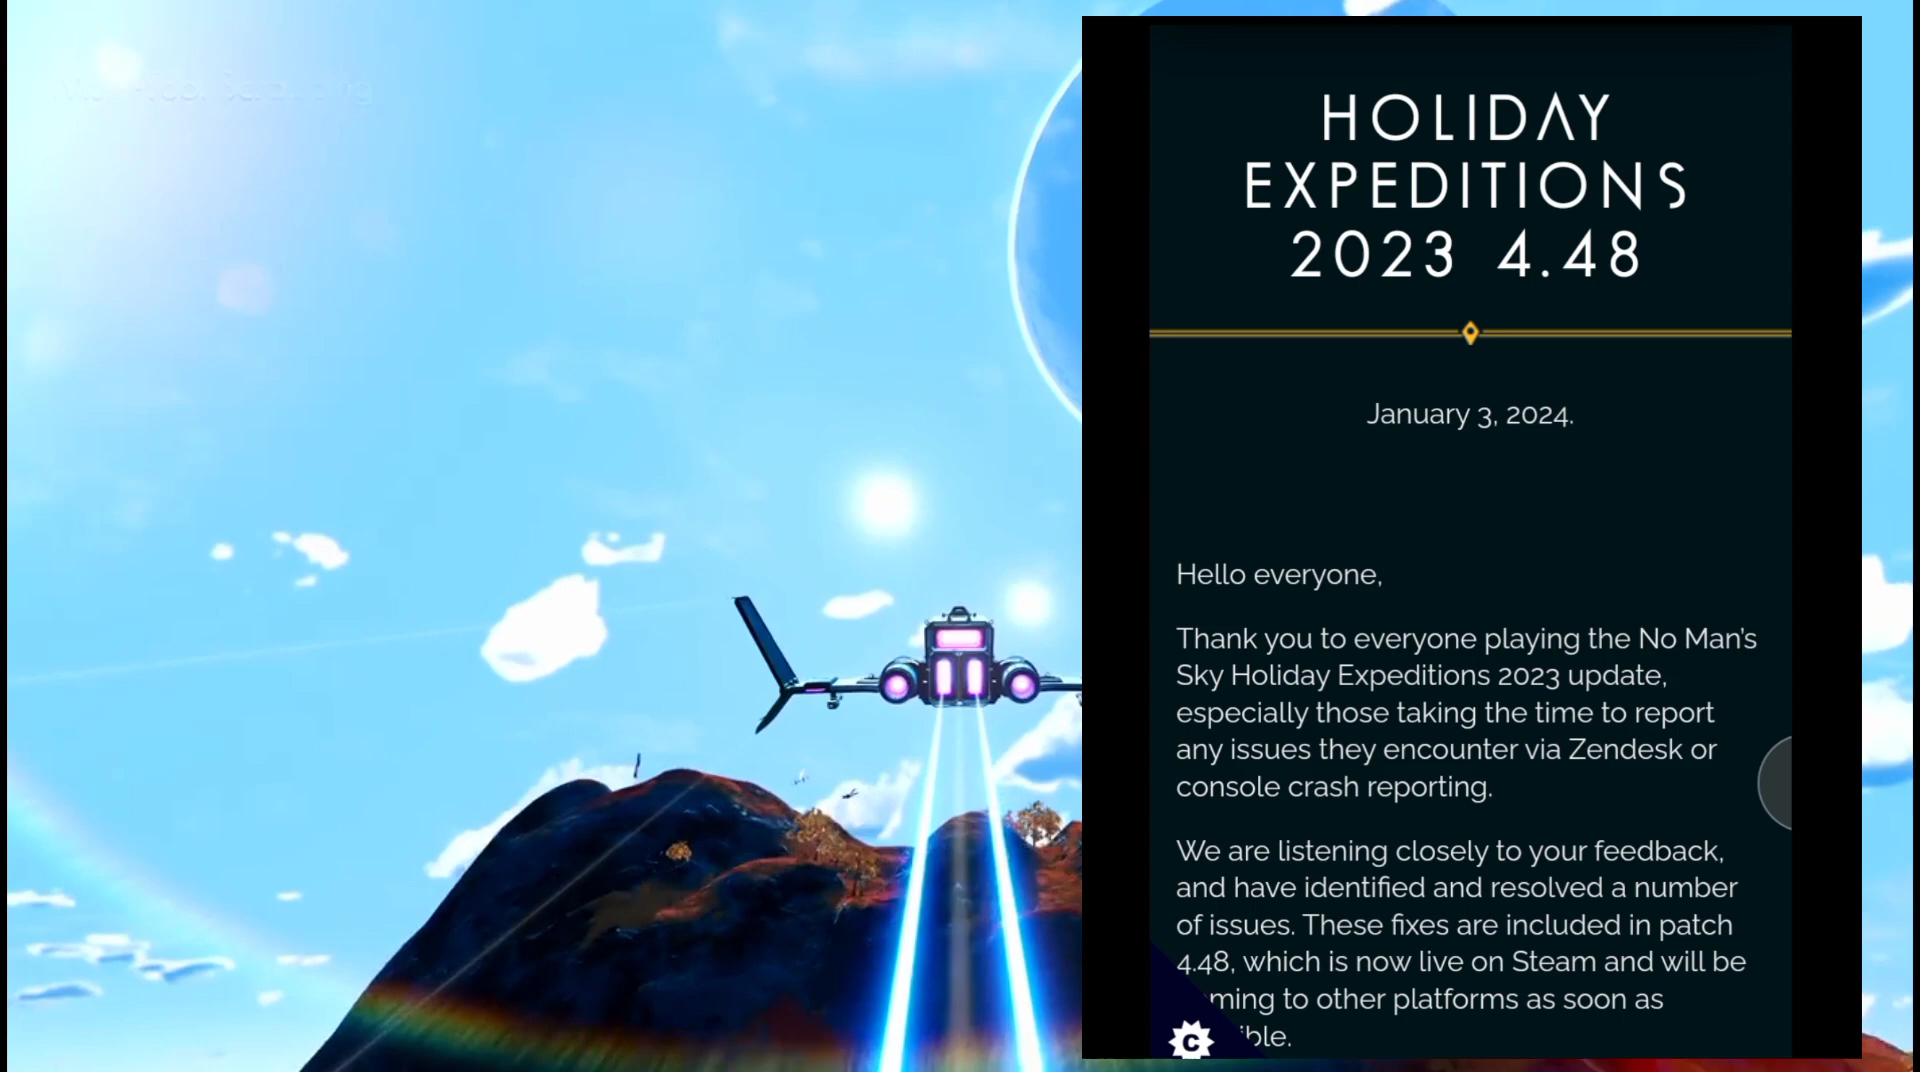 HOLIDAY
EXPEDITIONS
2023 4.48
January 3, 2024.
Hello everyone,
Thank you to everyone playing the No Man's
Sky Holiday Expeditions 2023 update,
especially those taking the time to report
any issues they encounter via Zendesk or
console crash reporting.
We are listening closely to your feedback,
and have identified and resolved a number
of issues. These fixes are included in patch
4.48, which is now live on Steam and will be
ming to other platforms as soon as
ible.
C